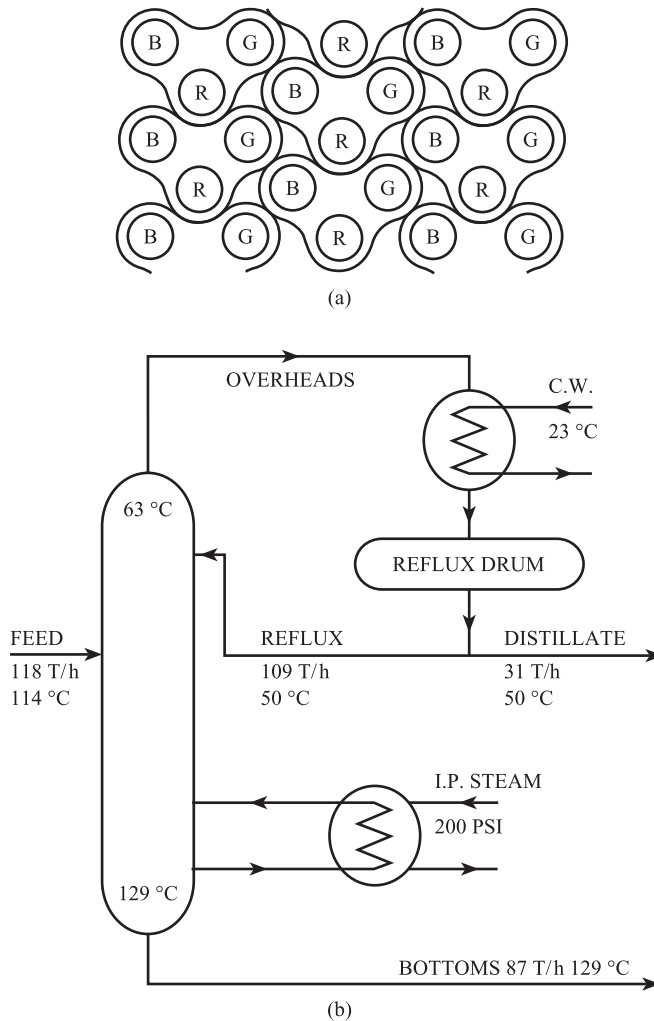 B G R B G
R B G R
B G R B G
R B G R
B G R B G
(a)
OVERHEADS
C.W.
23 °C
63 °C
REFLUX DRUM
FEED
118 T/h
114 °C
REFLUX
109 T/h
50 °C
DISTILLATE
31 T/h
50 °C
I.P. STEAM
200 PSI
129 °C
BOTTOMS 87 T/h 129 °C
(b)